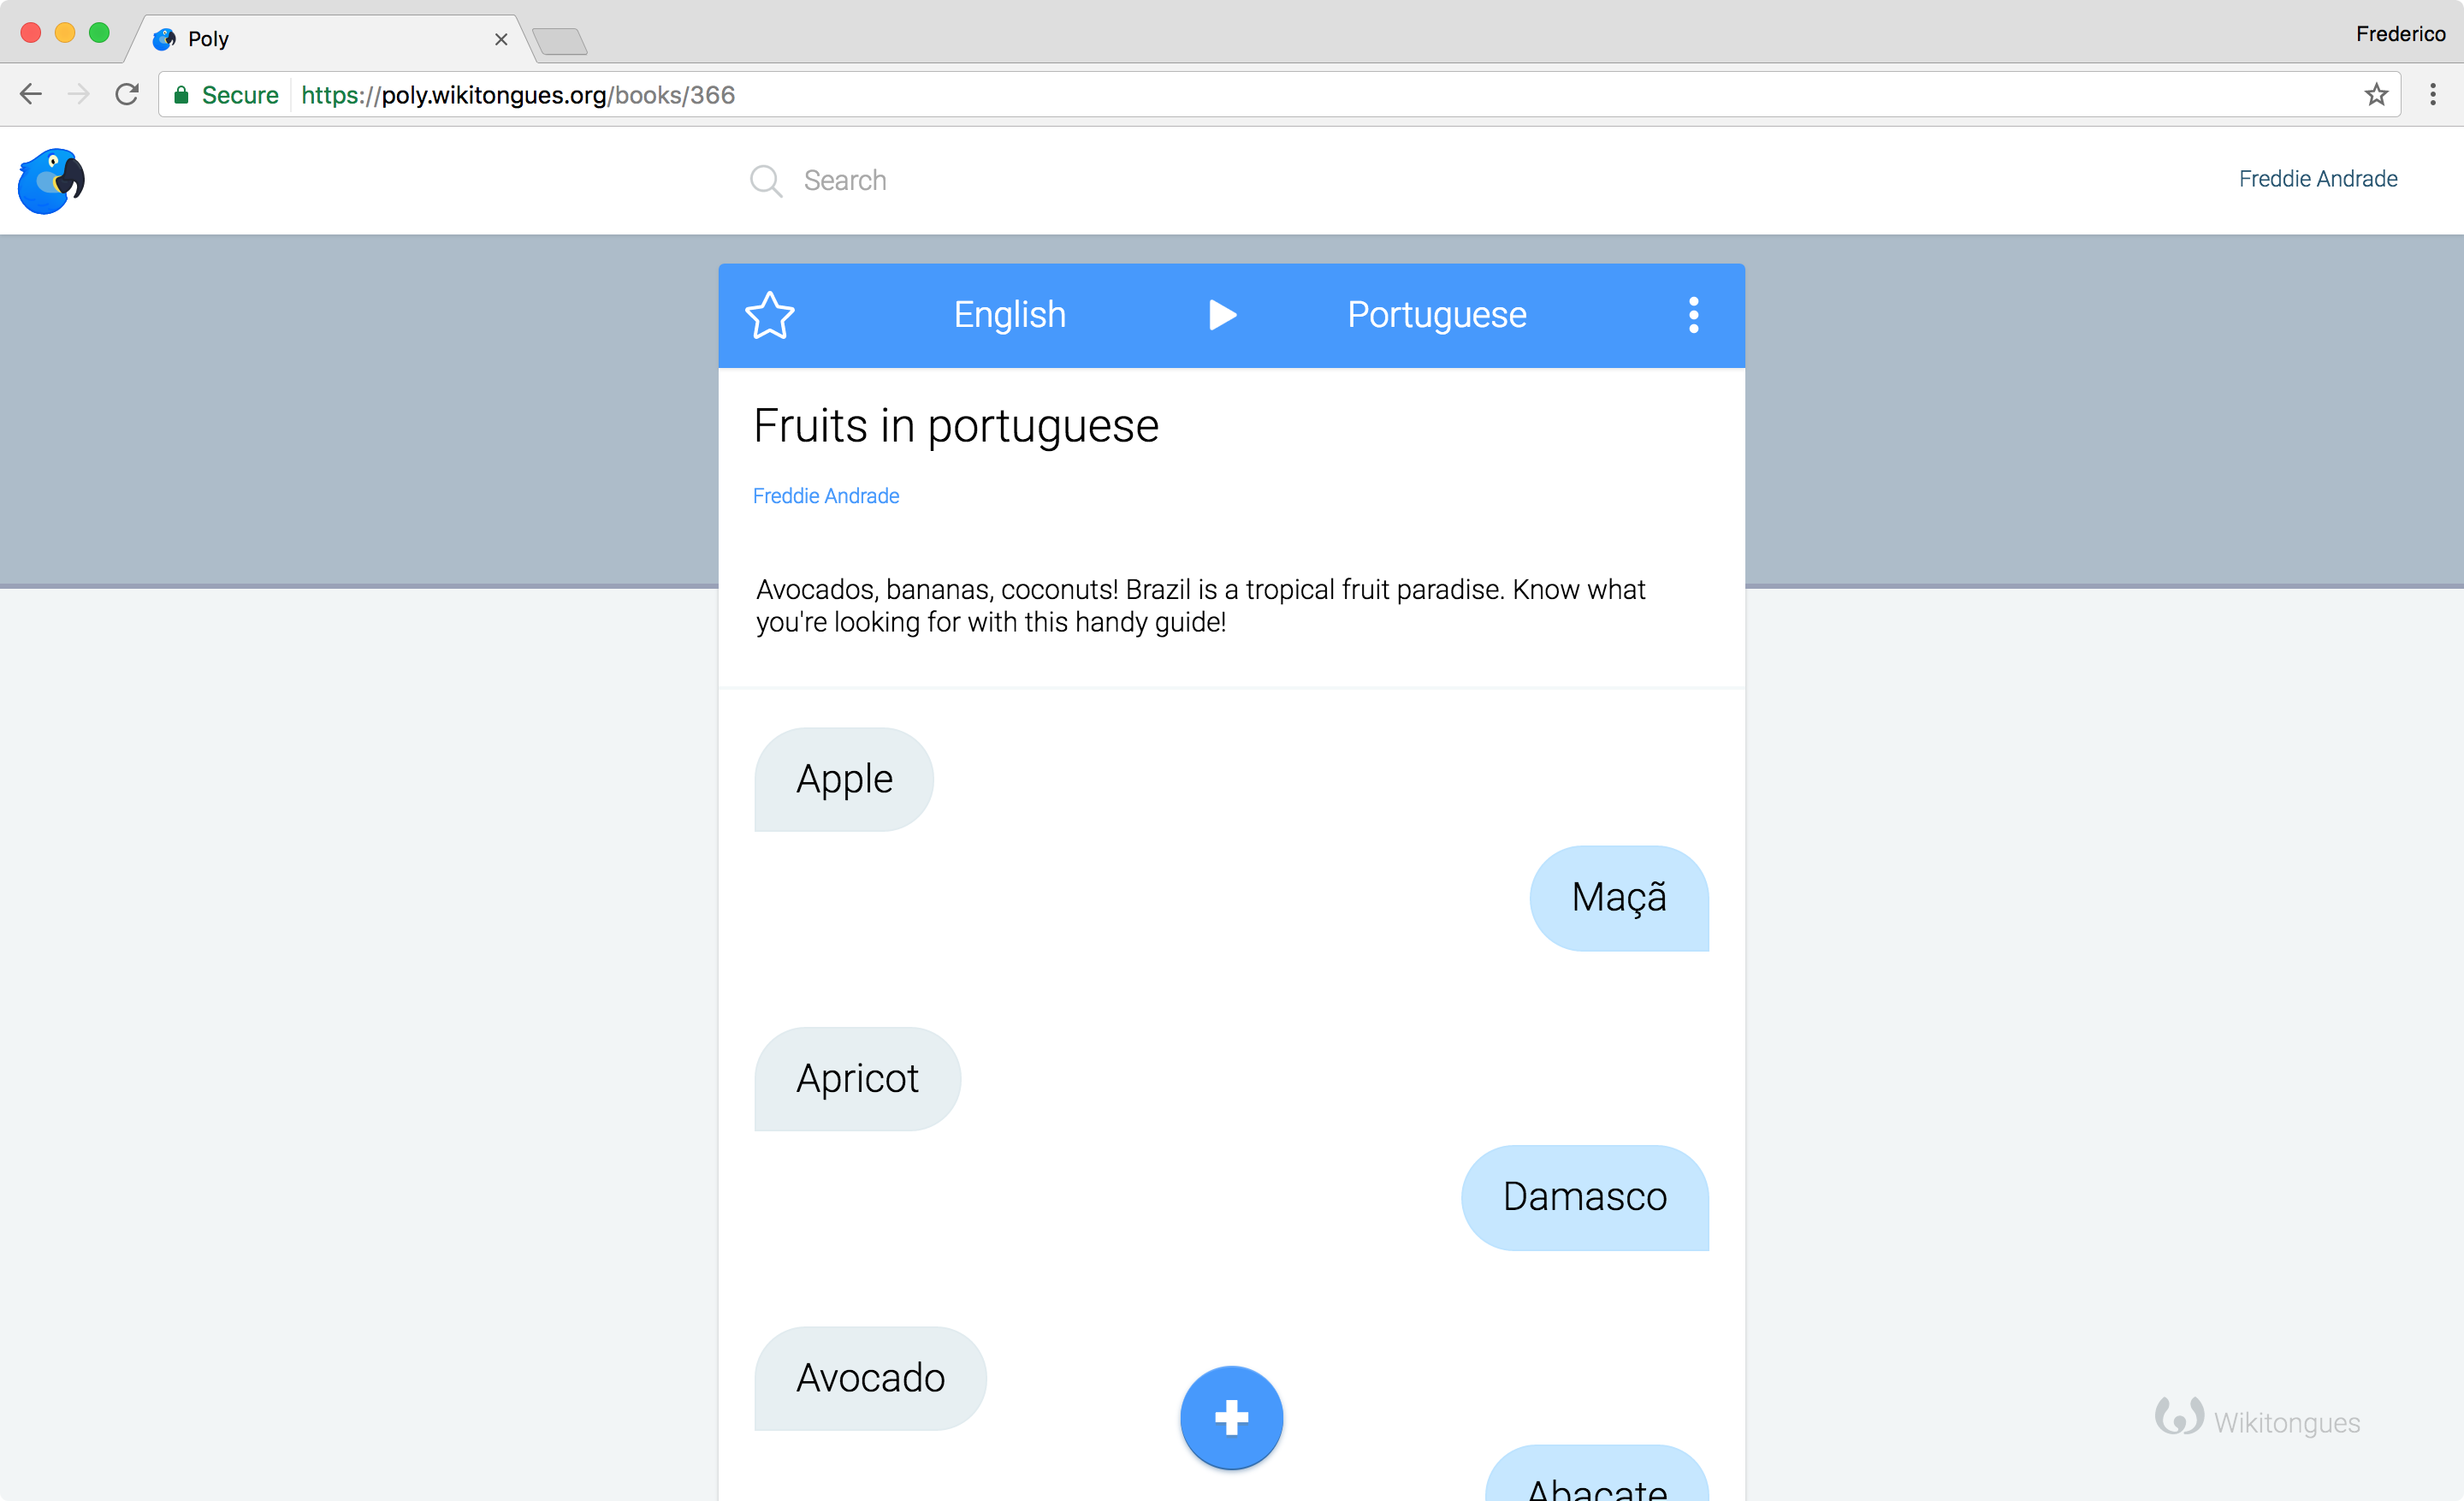 Poly
Frederico
Secure https://poly.wikitongues.org/books/366
Search
Freddie Andrade
English
Portuguese
Fruits in portuguese
Freddie Andrade
Avocados, bananas, coconuts! Brazil is a tropical fruit paradise. Know what
you're looking for with this handy guide!
Apple
Maçã
Apricot
Damasco
Avocado
Abacate
Wikitongues